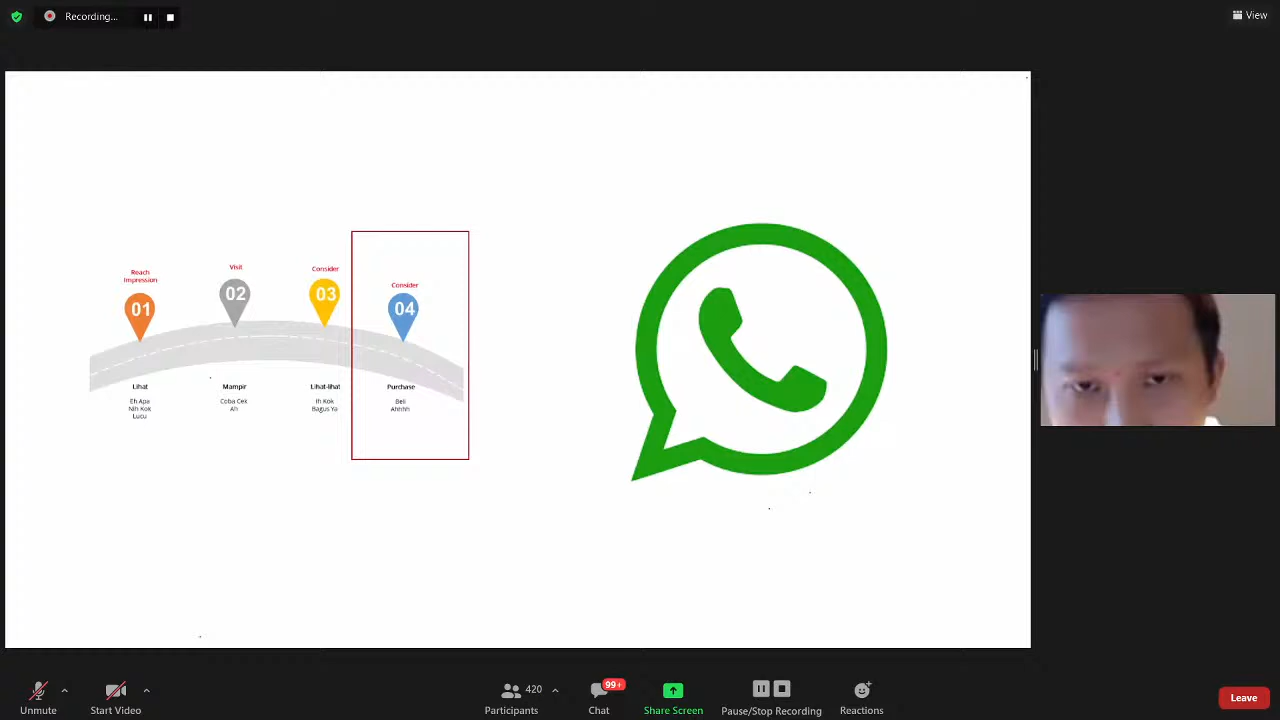 Recording...
View
Reach
Impression
Visit
Consider
Consider
01
02
03
04
Lihat
Mampir
Lihat-lihat
Purchase
Eh Apa
Nih Kok
Lucu
Coba Cek
Ah
Ih Kok
Bagus Ya
Beli
Ahhhh
Unmute
Start Video
420
Participants
99+
Chat
Share Screen
Pause/Stop Recording
Reactions
Leave